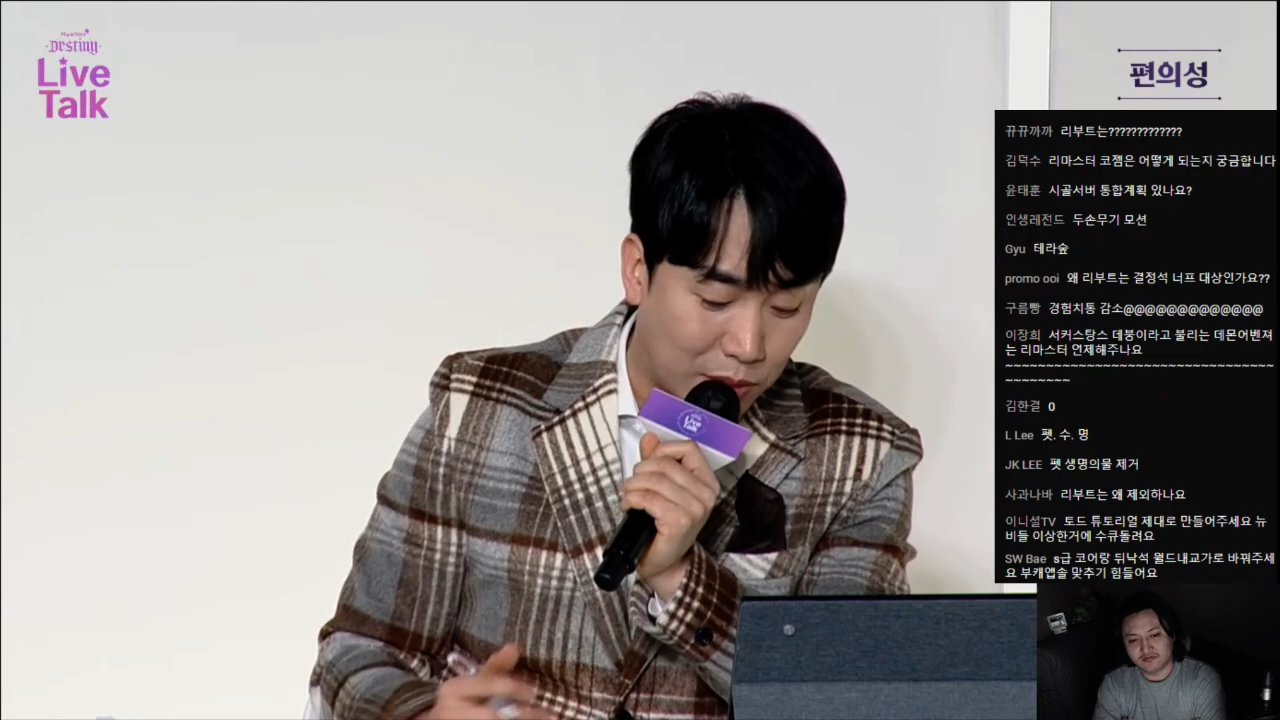 Destiny
Live
Talk
편의성
뀨뀨까까 리부트는?????????????
김덕수 리마스터 코젬은 어떻게 되는지 궁금합니다
윤태훈 시골서버 통합계획 있나요?
인생레전드 두손무기 모션
Gyu 테라숲
promo ooi 왜 리부트는 결정석 너프 대상인가요??
구름빵 경험치통 감소@@@@@@@@@@@@@
이장희 서커스탕스 데붕이라고 불리는 데몬어벤져
는 리마스터 언제해주나요
~~~~~~~~~~~~~~~~~~~~~~~~~~~~~~~~~
~~~~~~~~
김한결 0
L Lee 펫. 수. 명
JK LEE 펫 생명의물 제거
사과나바 리부트는 왜 제외하나요
이니셜TV 토드 튜토리얼 제대로 만들어주세요 뉴
비들 이상한거에 수큐돌려요
SW Bae s급 코어랑 뒤낙석 월드내교가로 바꿔주세
요 부캐앱솔 맞추기 힘들어요
Live
Talk